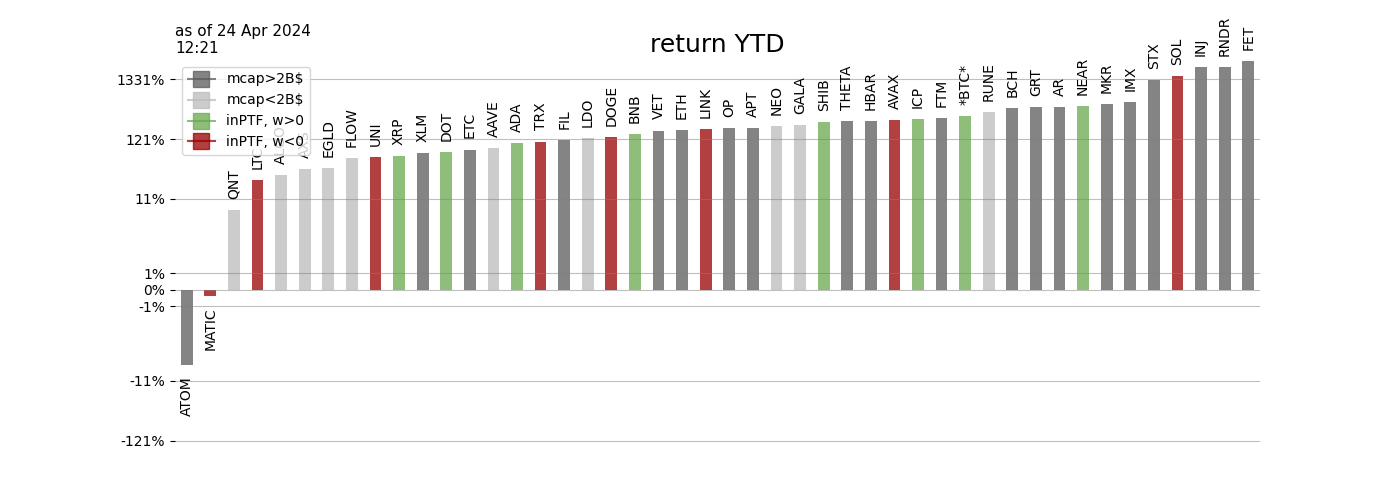 as of 24 Apr 2024
12:21
return YTD
mcap>2B$
mcap<2B$
inPTF, w>0
inPTF, w<0
1331%
121%
11%
1%
0%
-1%
-11%
-121%
ATOM
MATIC
QNT
LTC
EGLD
FLOW
UNI
XRP
XLM
DOT
ETC
AAVE
ADA
TRX
FIL
LDO
DOGE
BNB
VET
ETH
LINK
OP
APT
NEO
GALA
SHIB
THETA
HBAR
AVAX
ICP
FTM
*BTC*
RUNE
BCH
GRT
AR
NEAR
MKR
IMX
STX
SOL
INJ
RNDR
FET